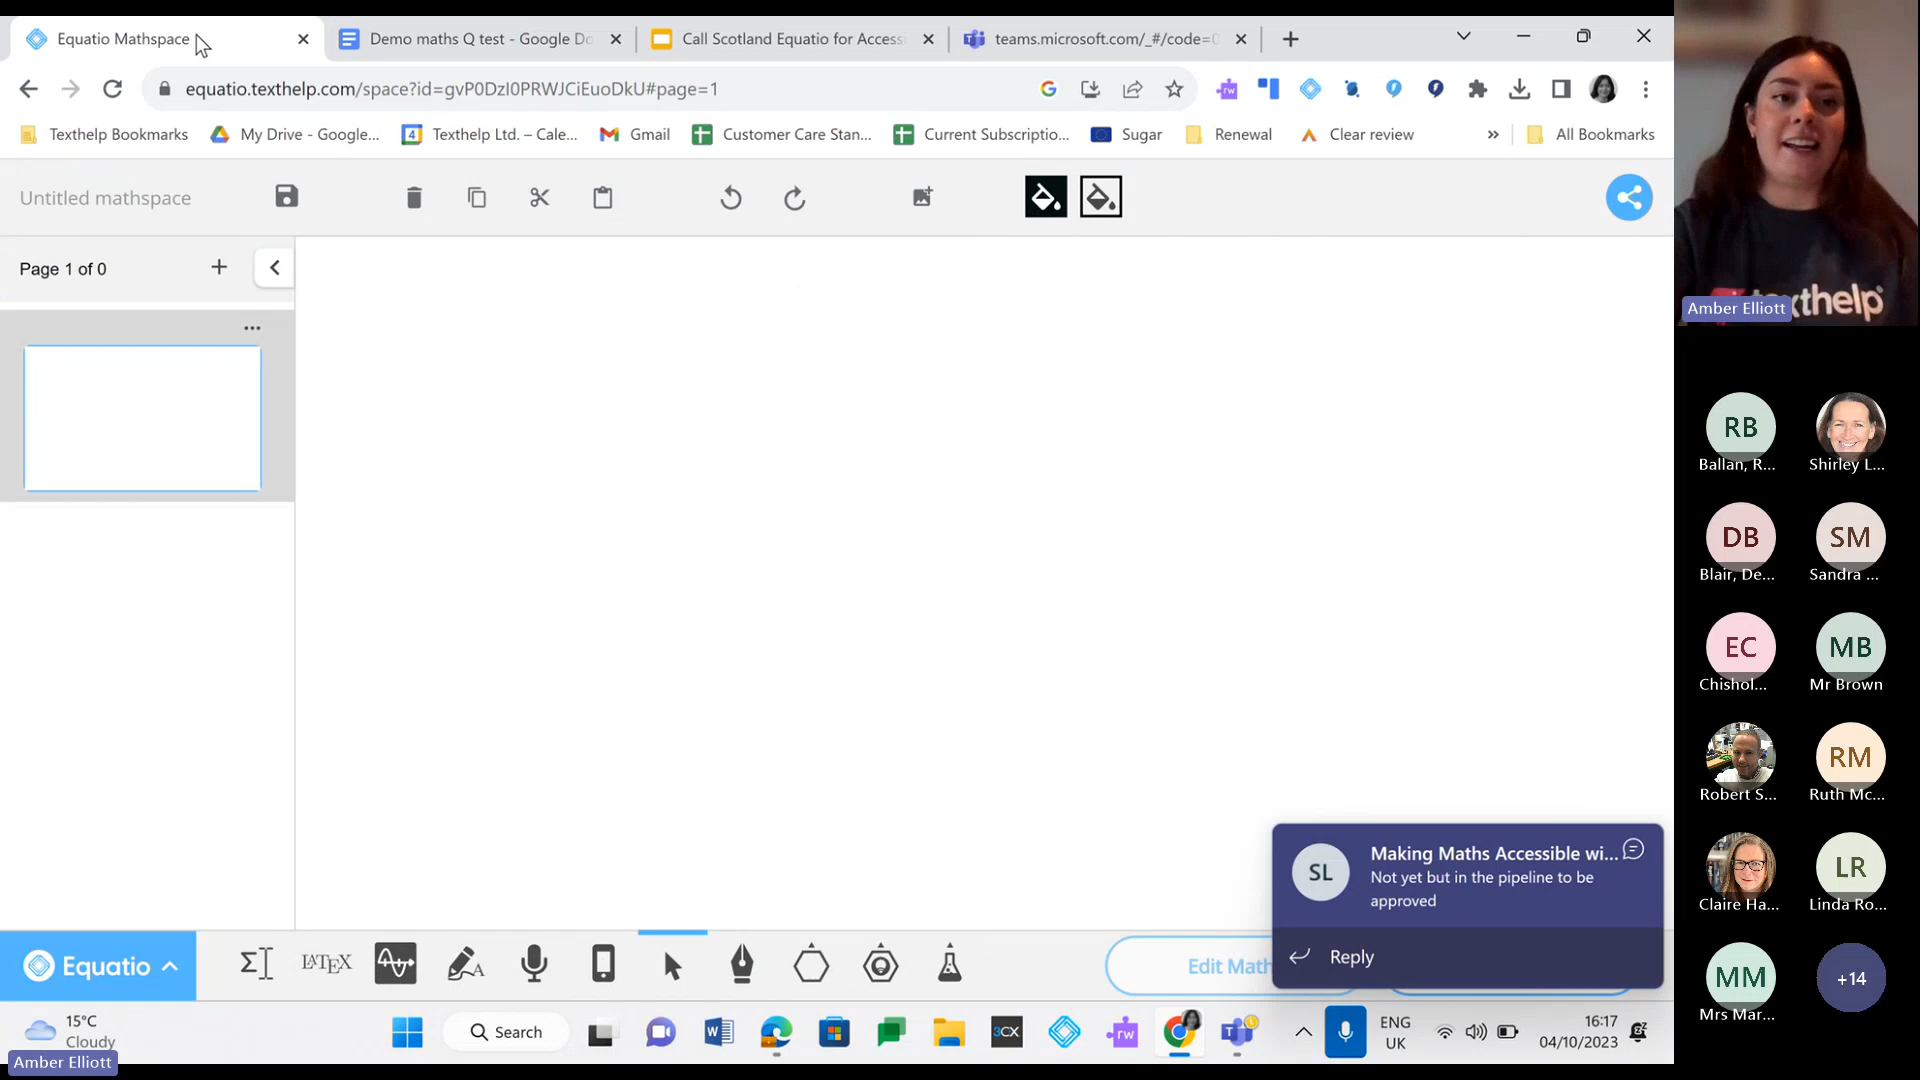 Equatio Mathspace
Demo maths Q test - Google Do
Call Scotland Equatio for Access
teams.microsoft.com/_#/code=0
equatio.texthelp.com/space?id=gvP0DzI0PRWJCiEuoDkU#page=1
Texthelp Bookmarks
My Drive - Google...
Texthelp Ltd. – Cale...
Gmail
Customer Care Stan...
Current Subscriptio...
Sugar
Renewal
Clear review
»
All Bookmarks
Untitled mathspace
Page 1 of 0
texthelp
Amber Elliott
RB
Ballan, R...
Shirley L...
DB
Blair, De...
SM
Sandra ...
EC
Chishol...
MB
Mr Brown
Robert S...
RM
Ruth Mc...
Claire Ha...
LR
Linda Ro...
MM
Mrs Mar...
+14
SL
Making Maths Accessible wi...
Not yet but in the pipeline to be
approved
Reply
Equatio
LATEX
Edit Math
15°C
Cloudy
Search
W
3CX
rw
ENG
UK
16:17
04/10/2023
Amber Elliott